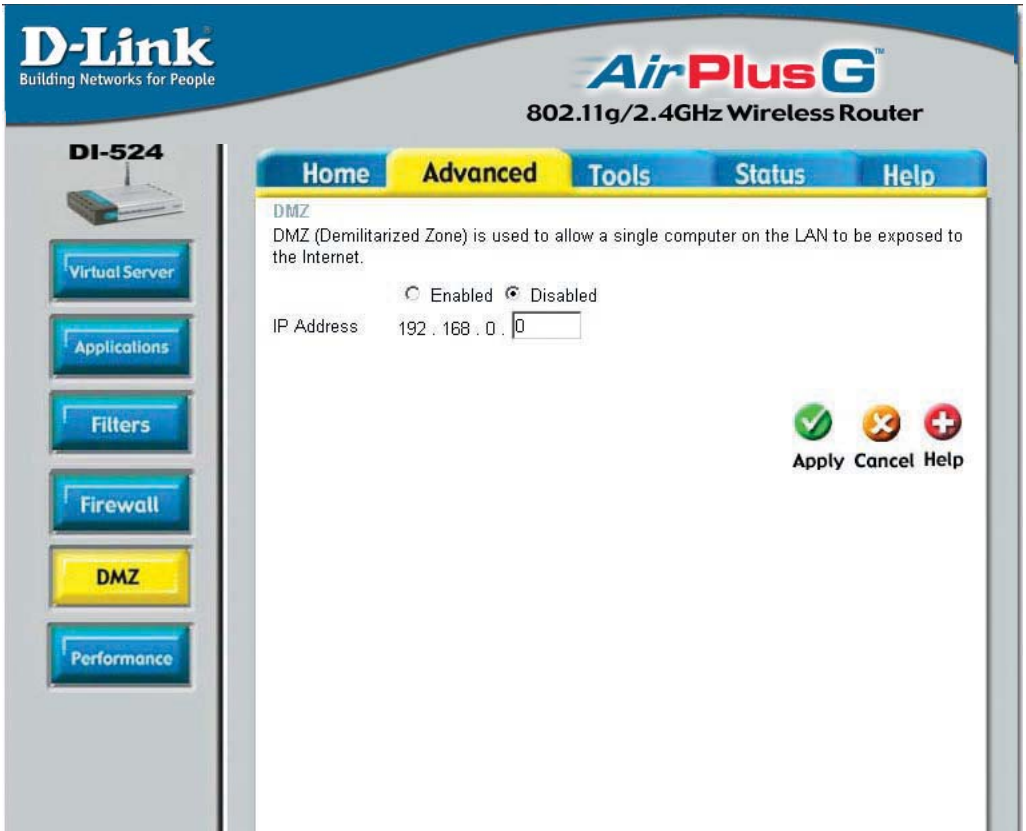 D-Link
Building Networks for People
AirPlus G™
802.11g/2.4GHz Wireless Router
DI-524
Home Advanced Tools Status Help
Virtual Server
Applications
Filters
Firewall
DMZ
Performance
DMZ
DMZ (Demilitarized Zone) is used to allow a single computer on the LAN to be exposed to
the Internet.
Enabled Disabled
IP Address 192 . 168 . 0 . 0
Apply Cancel Help